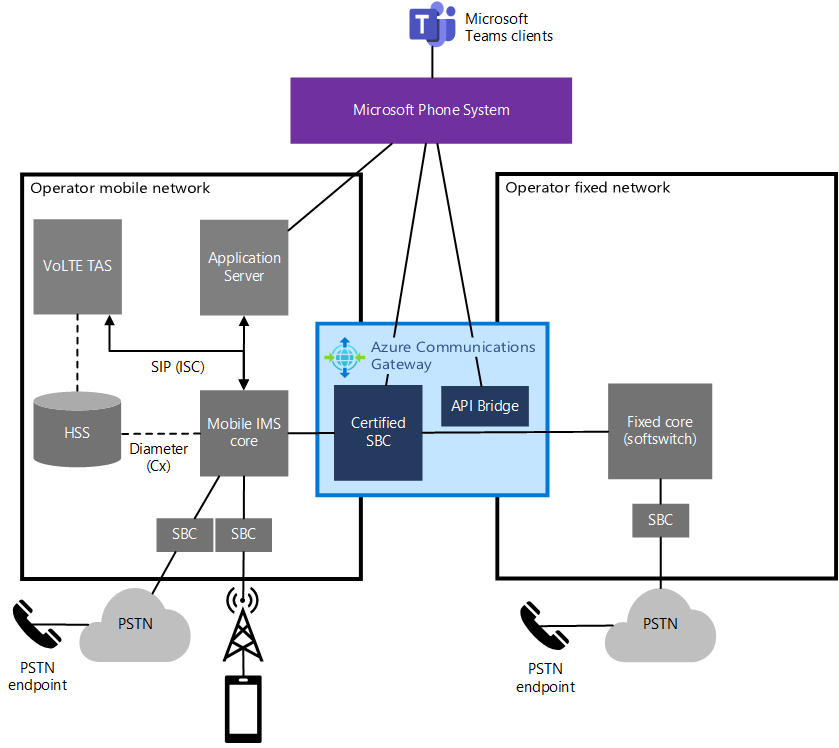 Microsoft
Teams clients
Microsoft Phone System
Operator mobile network
Operator fixed network
VoLTE TAS
Application
Server
SIP (ISC)
Azure Communications
Gateway
HSS
Diameter
(Cx)
Mobile IMS
core
Certified
SBC
API Bridge
Fixed core
(softswitch)
SBC
SBC
SBC
PSTN
PSTN
endpoint
PSTN
PSTN
endpoint